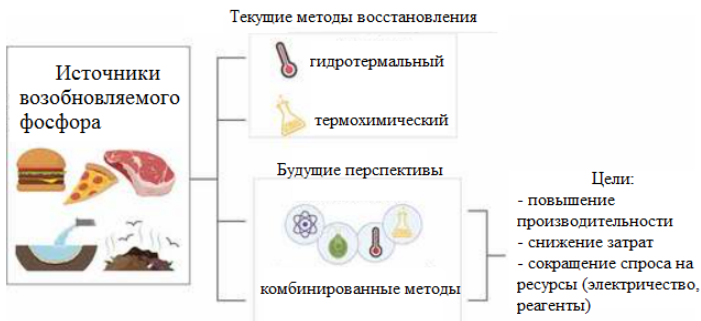 Текущие методы восстановления
Источники
возобновляемого
фосфора
гидротермальный
термохимический
Будущие перспективы
комбинированные методы
Цели:
- повышение
производительности
- снижение затрат
- сокращение спроса на
ресурсы (электричество,
реагенты)